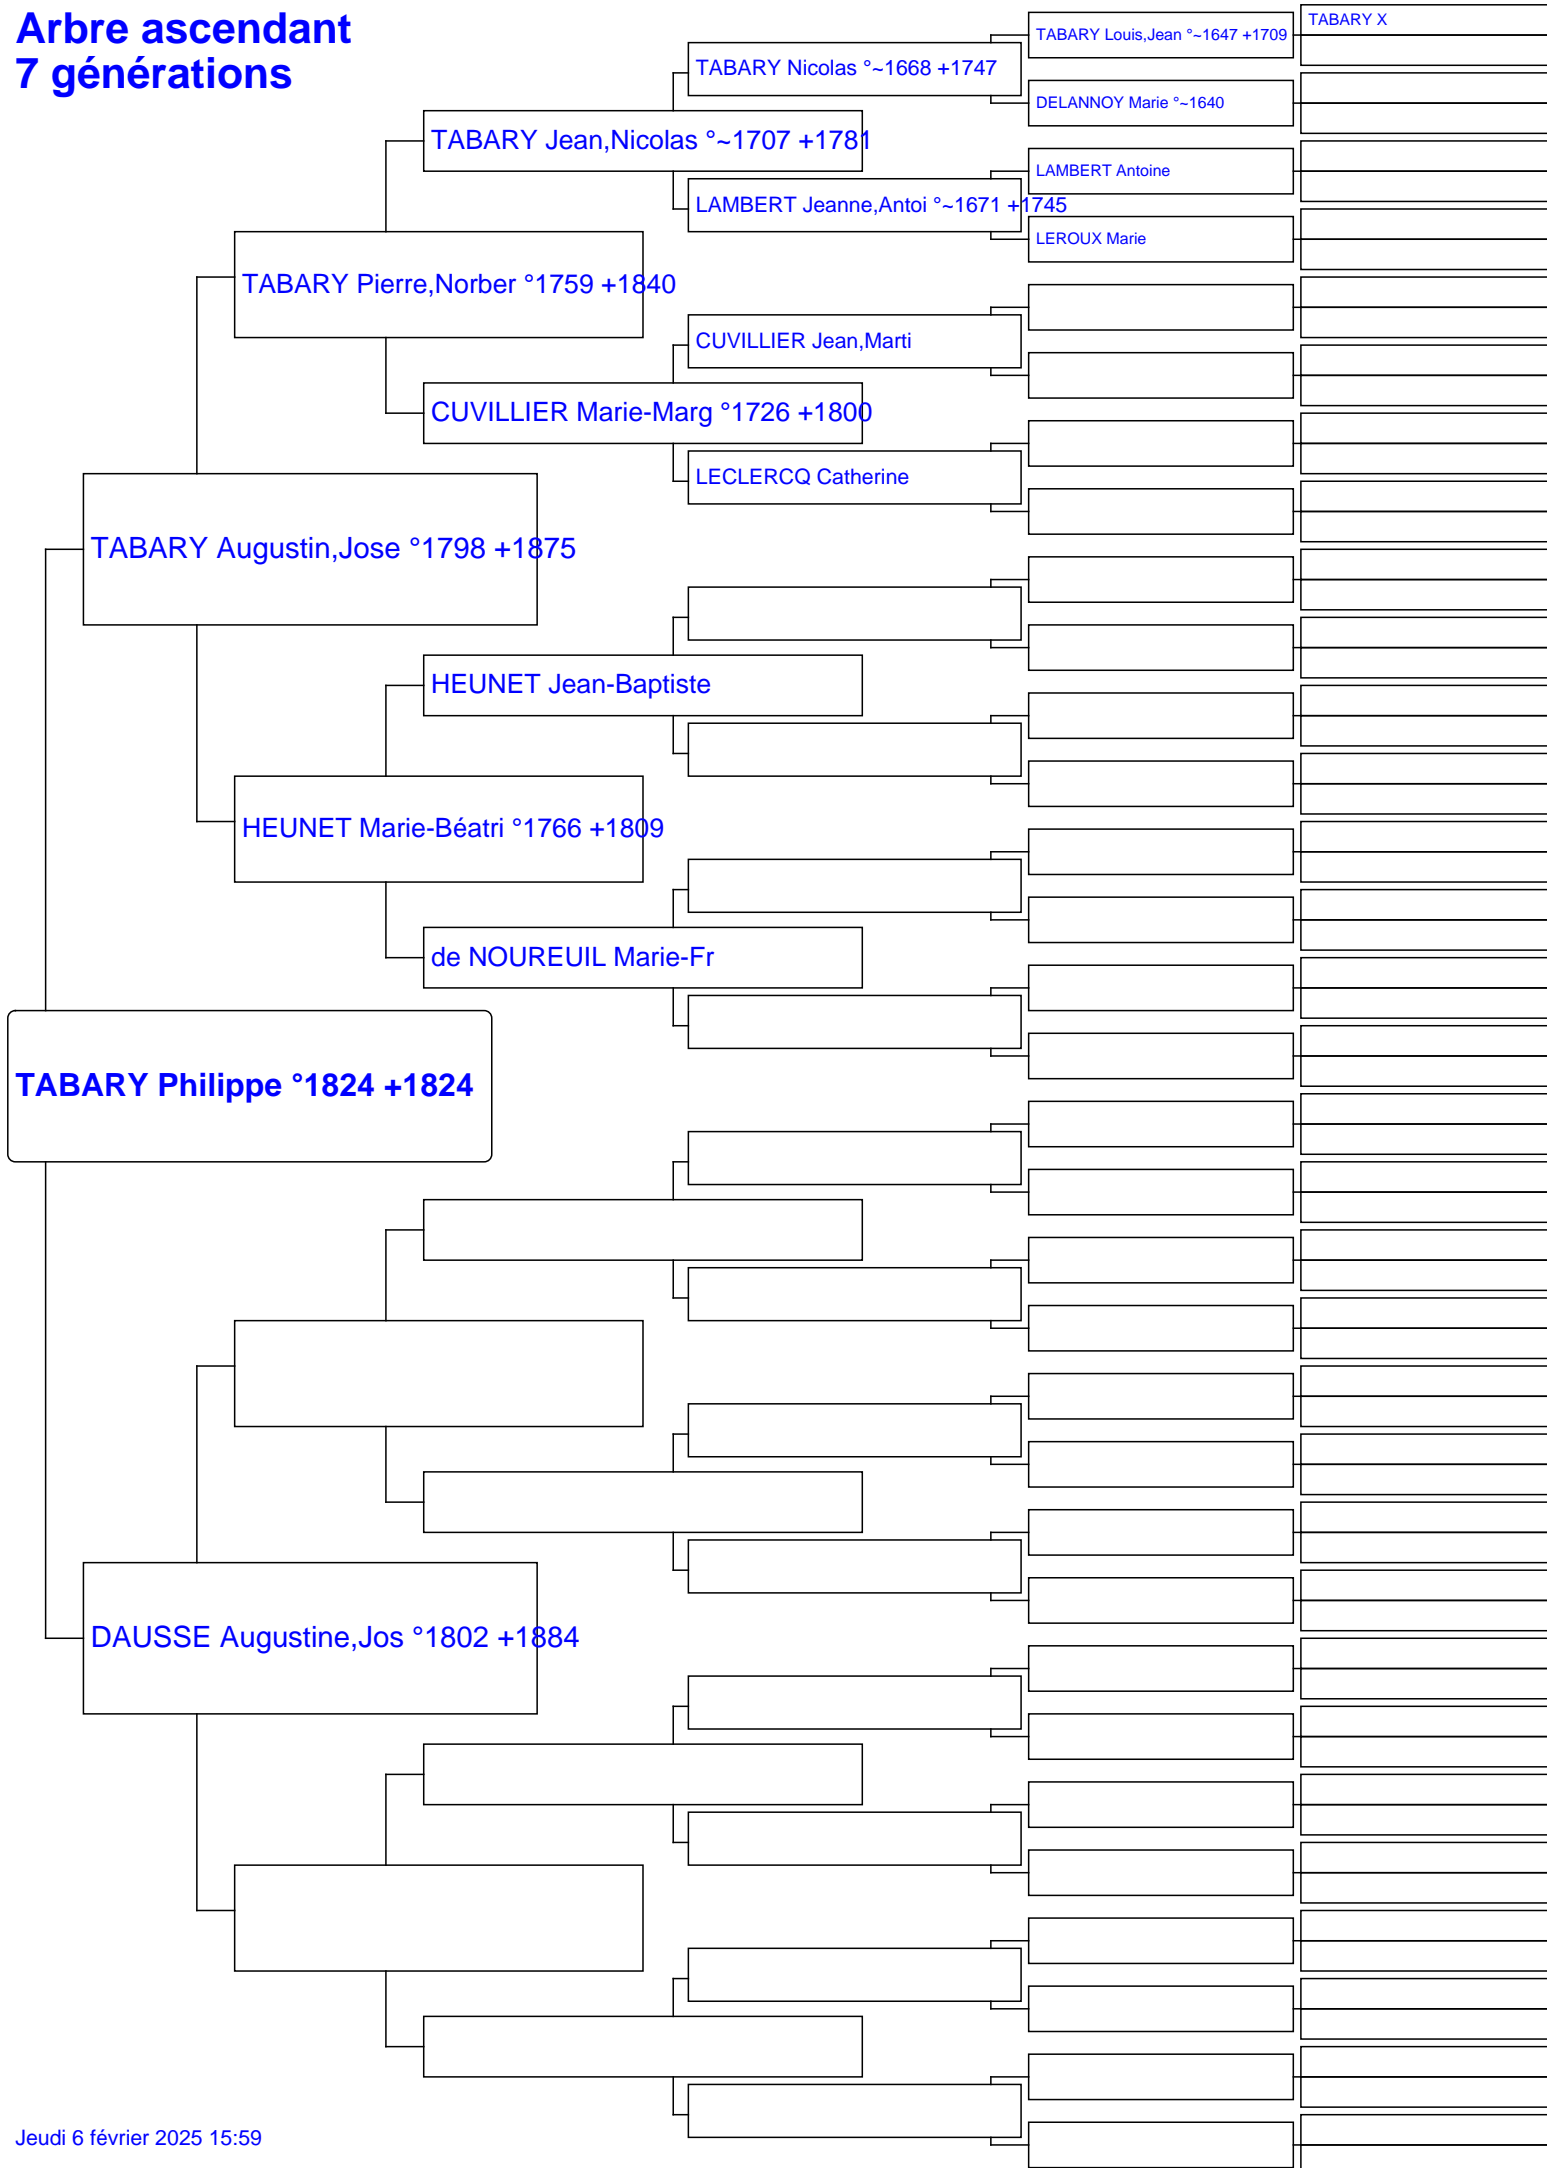 Arbre ascendant
7 générations
TABARY X
TABARY Louis,Jean °~1647 +1709
TABARY Nicolas °~1668 +1747
DELANNOY Marie °~1640
TABARY Jean,Nicolas °~1707 +1781
LAMBERT Antoine
LAMBERT Jeanne,Antoi °~1671 +1745
LEROUX Marie
TABARY Pierre,Norber °1759 +1840
CUVILLIER Jean,Marti
CUVILLIER Marie-Marg °1726 +1800
LECLERCQ Catherine
TABARY Augustin,Jose °1798 +1875
HEUNET Jean-Baptiste
HEUNET Marie-Béatri °1766 +1809
de NOUREUIL Marie-Fr
TABARY Philippe °1824 +1824
DAUSSE Augustine,Jos °1802 +1884
Jeudi 6 février 2025 15:59